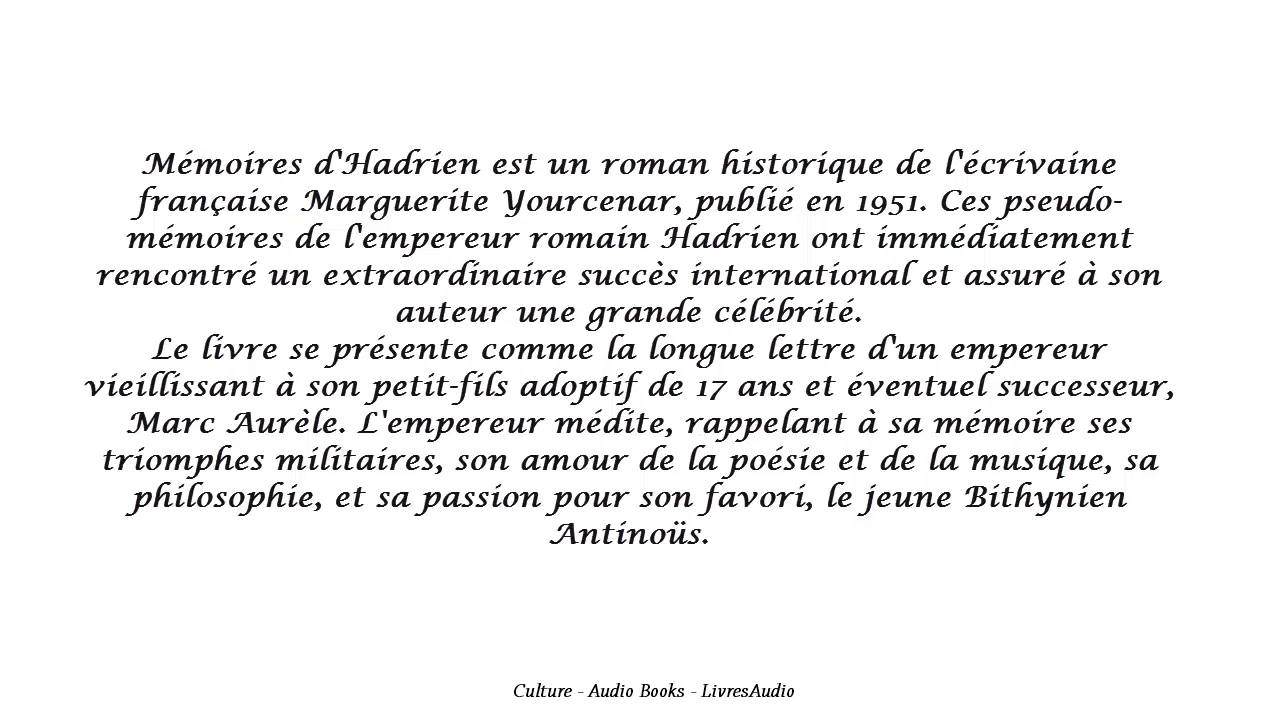 Mémoires d'Hadrien est un roman historique de l'écrivaine
française Marguerite Yourcenar, publié en 1951. Ces pseudo-
mémoires de l'empereur romain Hadrien ont immédiatement
rencontré un extraordinaire succès international et assuré à son
auteur une grande célébrité.
Le livre se présente comme la longue lettre d'un empereur
vieillissant à son petit-fils adoptif de 17 ans et éventuel successeur,
Marc Aurèle. L'empereur médite, rappelant à sa mémoire ses
triomphes militaires, son amour de la poésie et de la musique, sa
philosophie, et sa passion pour son favori, le jeune Bithynien
Antinoüs.
Culture - Audio Books - LivresAudio